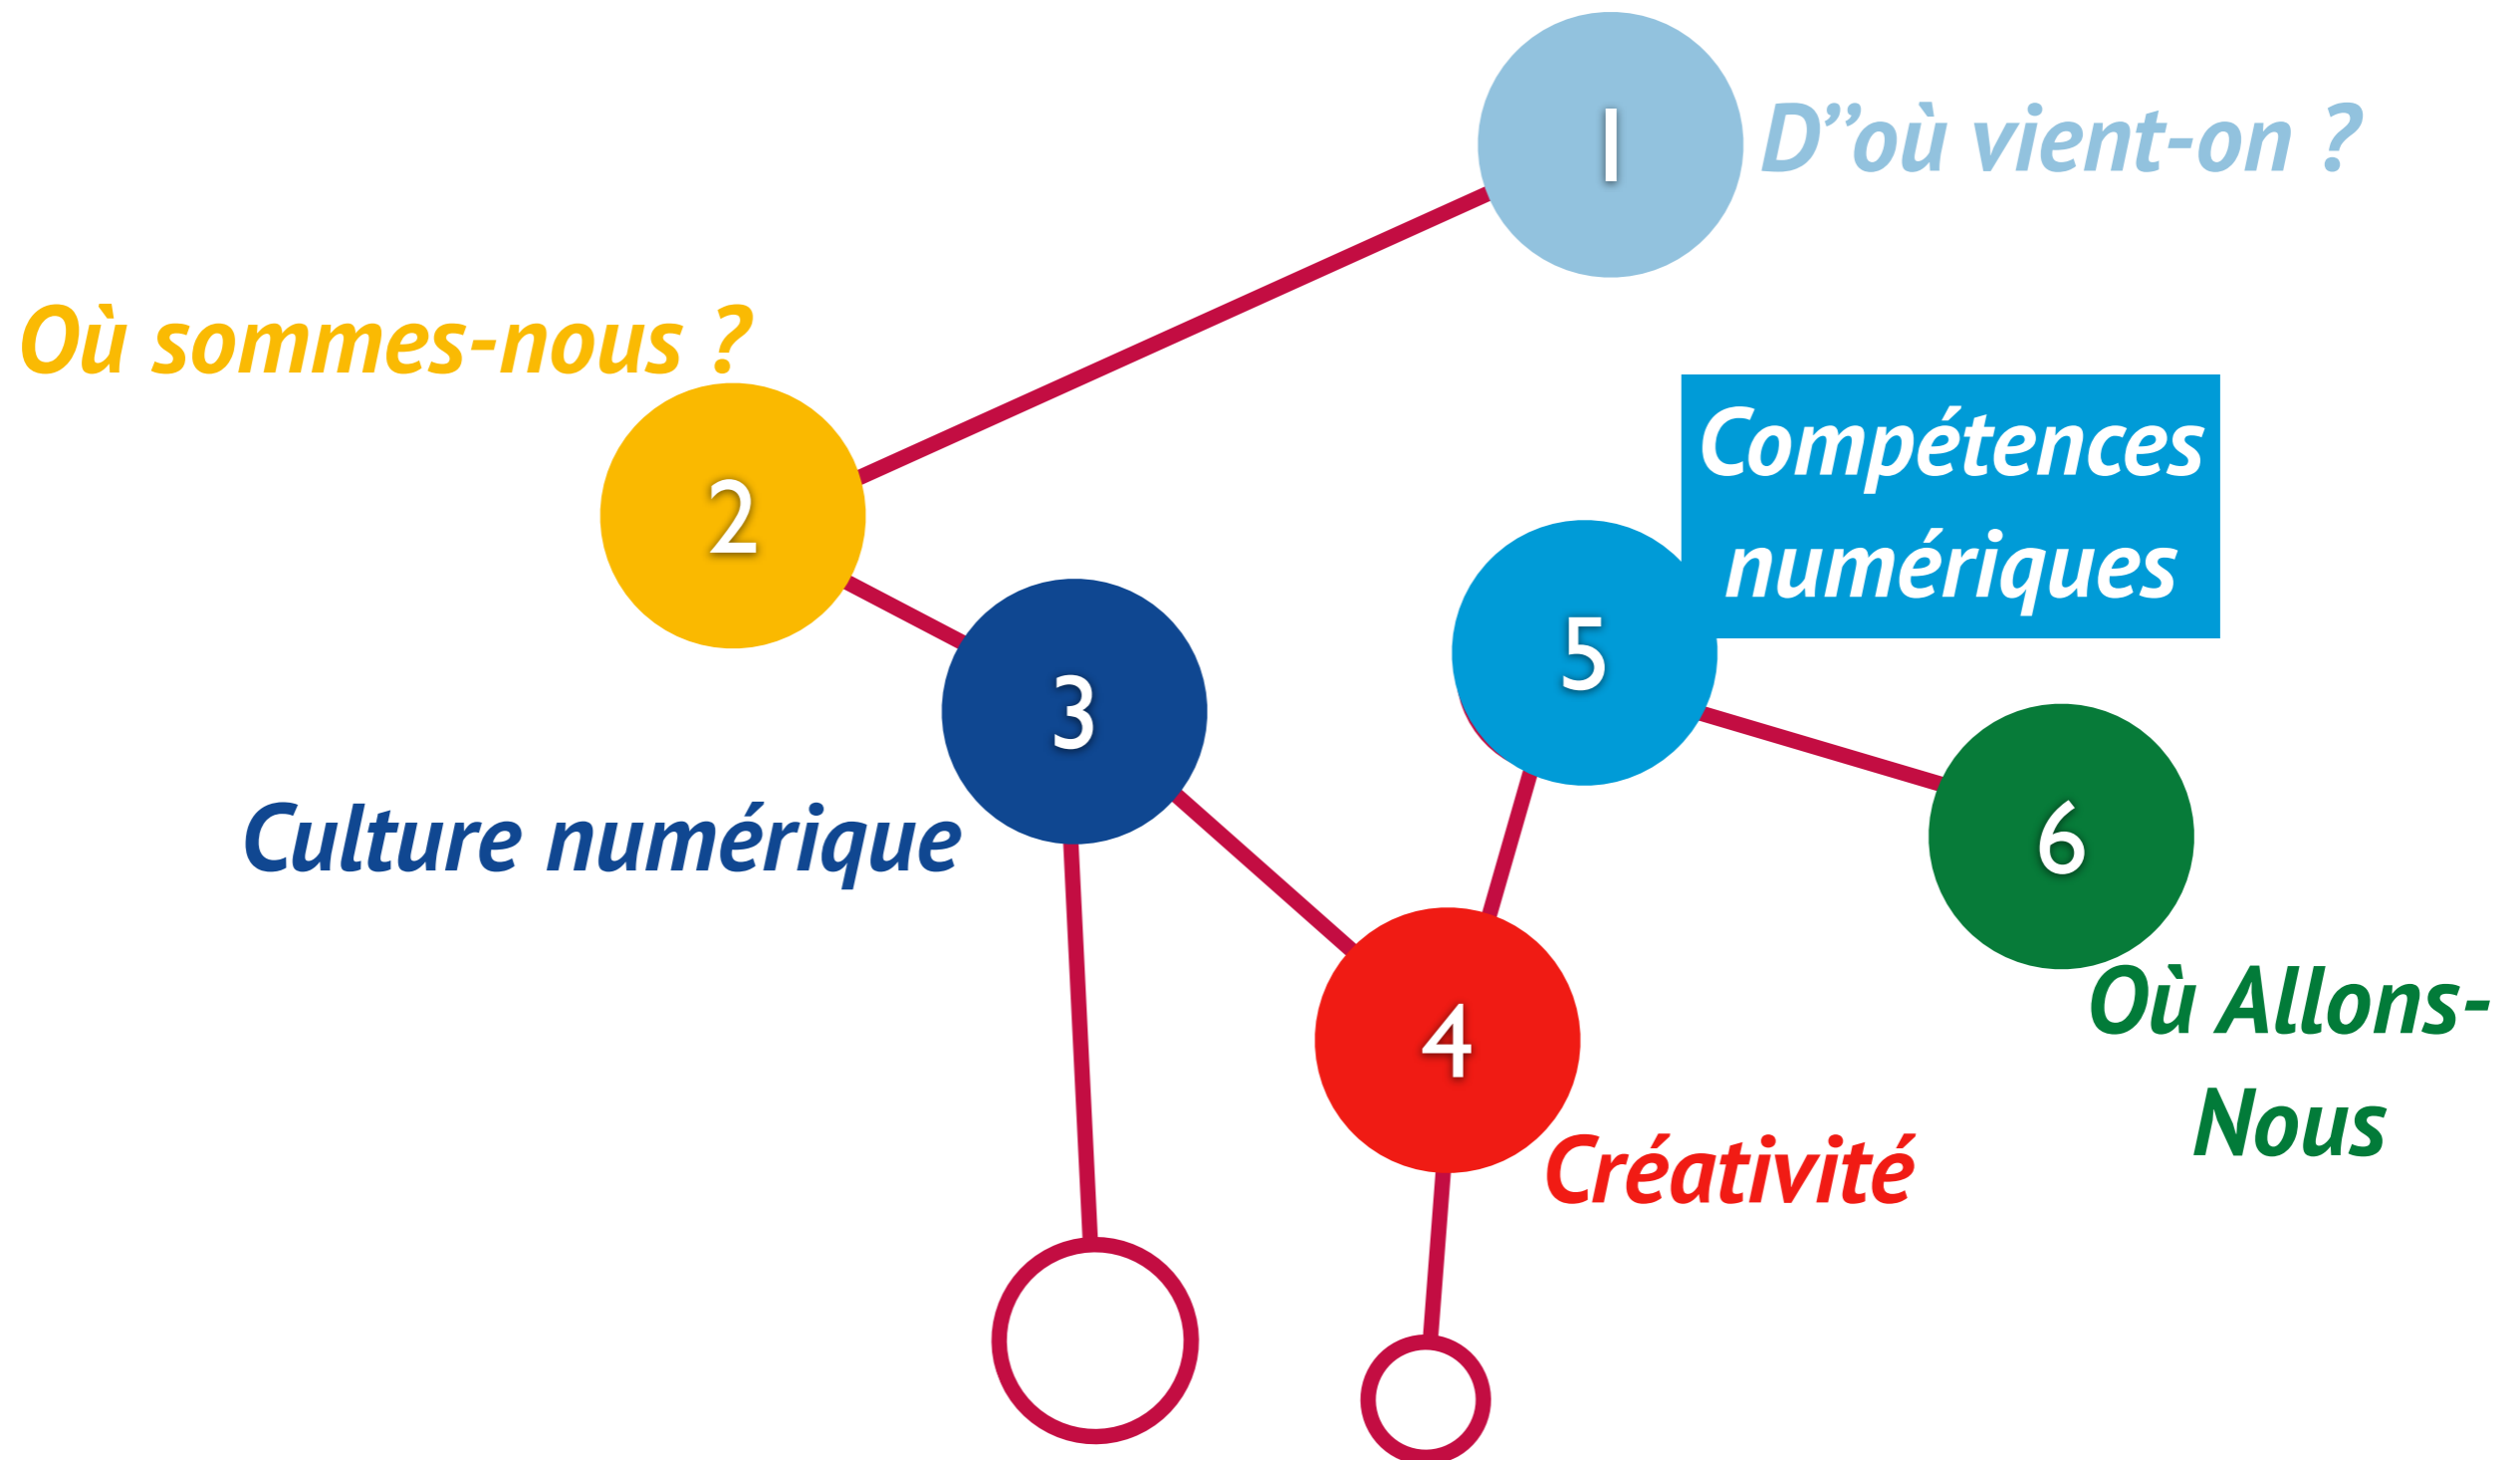 1
D”où vient-on ?
Où sommes-nous ?
2
3
Culture numérique
4
Créativité
5
Compétences
numériques
6
Où Allons-
Nous